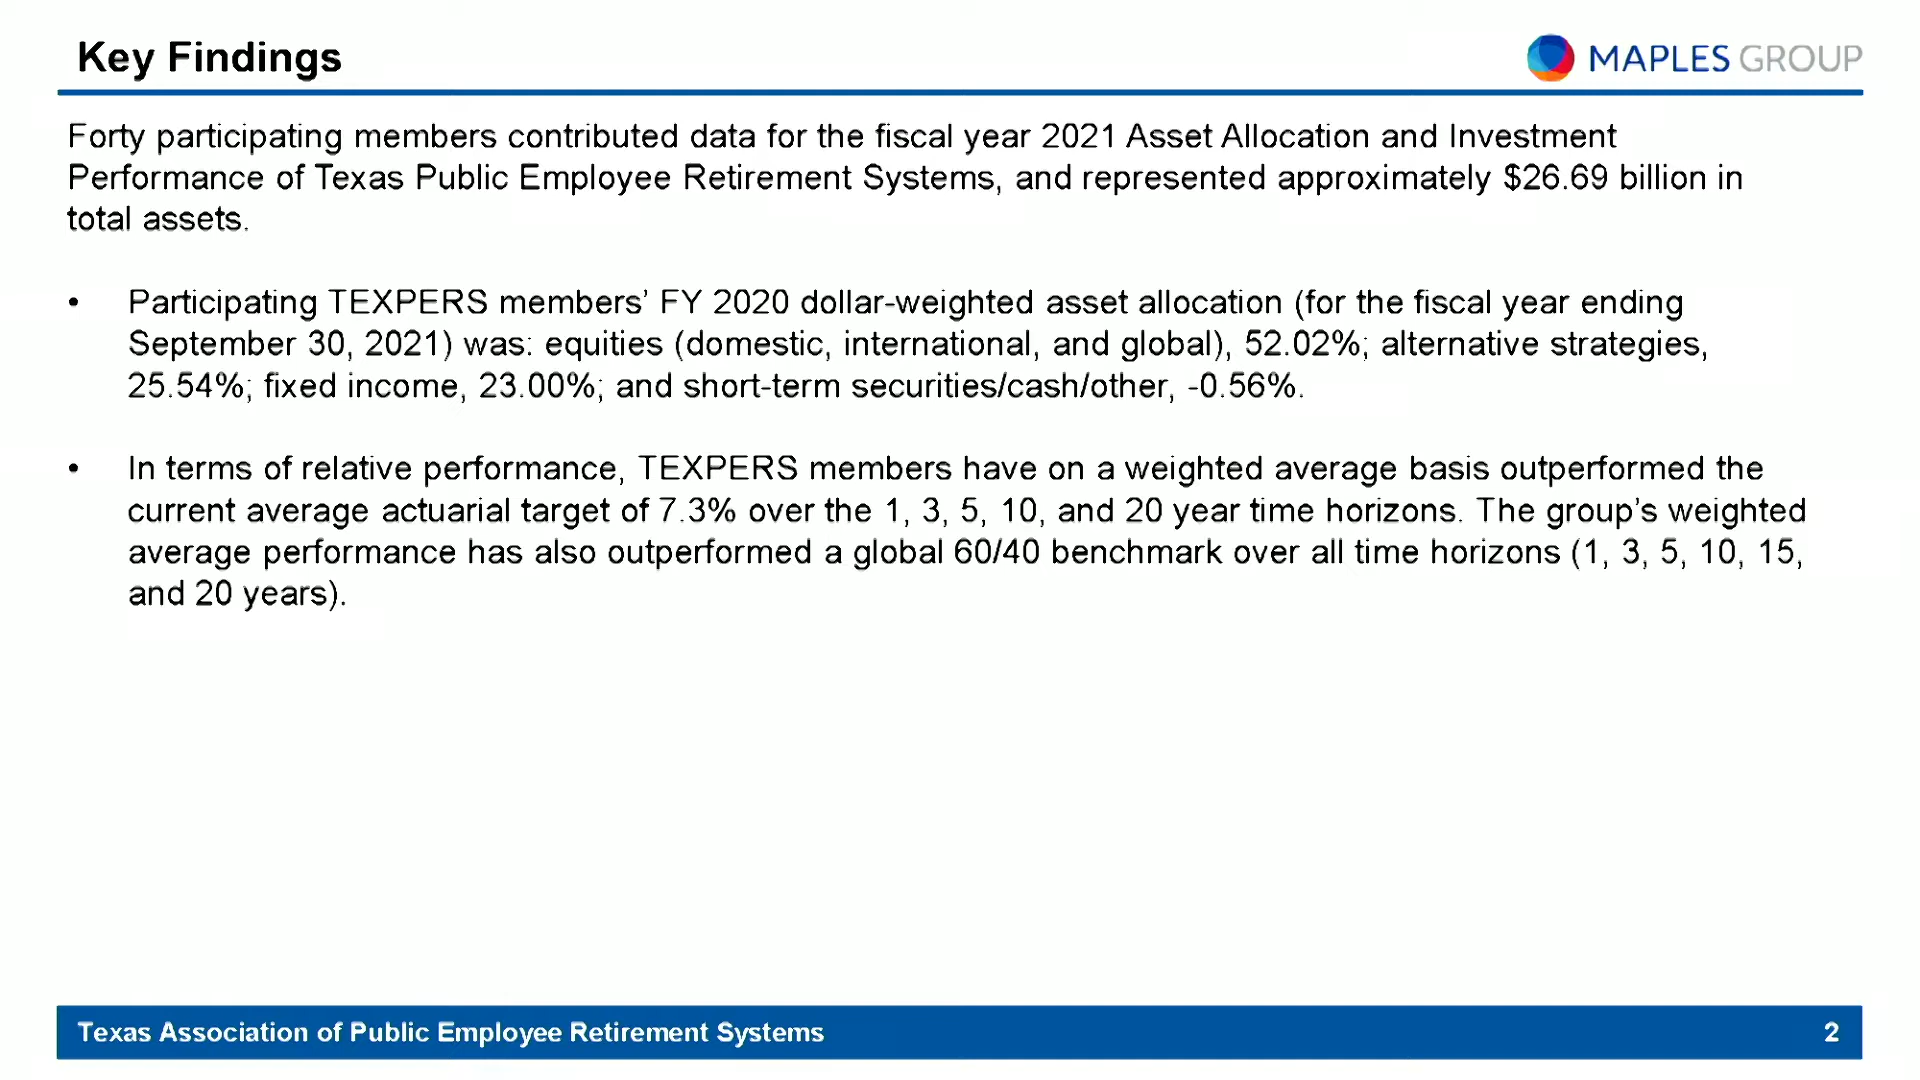 Key Findings
MAPLES GROUP
Forty participating members contributed data for the fiscal year 2021 Asset Allocation and Investment
Performance of Texas Public Employee Retirement Systems, and represented approximately $26.69 billion in
total assets.
• Participating TEXPERS members’ FY 2020 dollar-weighted asset allocation (for the fiscal year ending
September 30, 2021) was: equities (domestic, international, and global), 52.02%; alternative strategies,
25.54%; fixed income, 23.00%; and short-term securities/cash/other, -0.56%.
• In terms of relative performance, TEXPERS members have on a weighted average basis outperformed the
current average actuarial target of 7.3% over the 1, 3, 5, 10, and 20 year time horizons. The group’s weighted
average performance has also outperformed a global 60/40 benchmark over all time horizons (1, 3, 5, 10, 15,
and 20 years).
Texas Association of Public Employee Retirement Systems
2